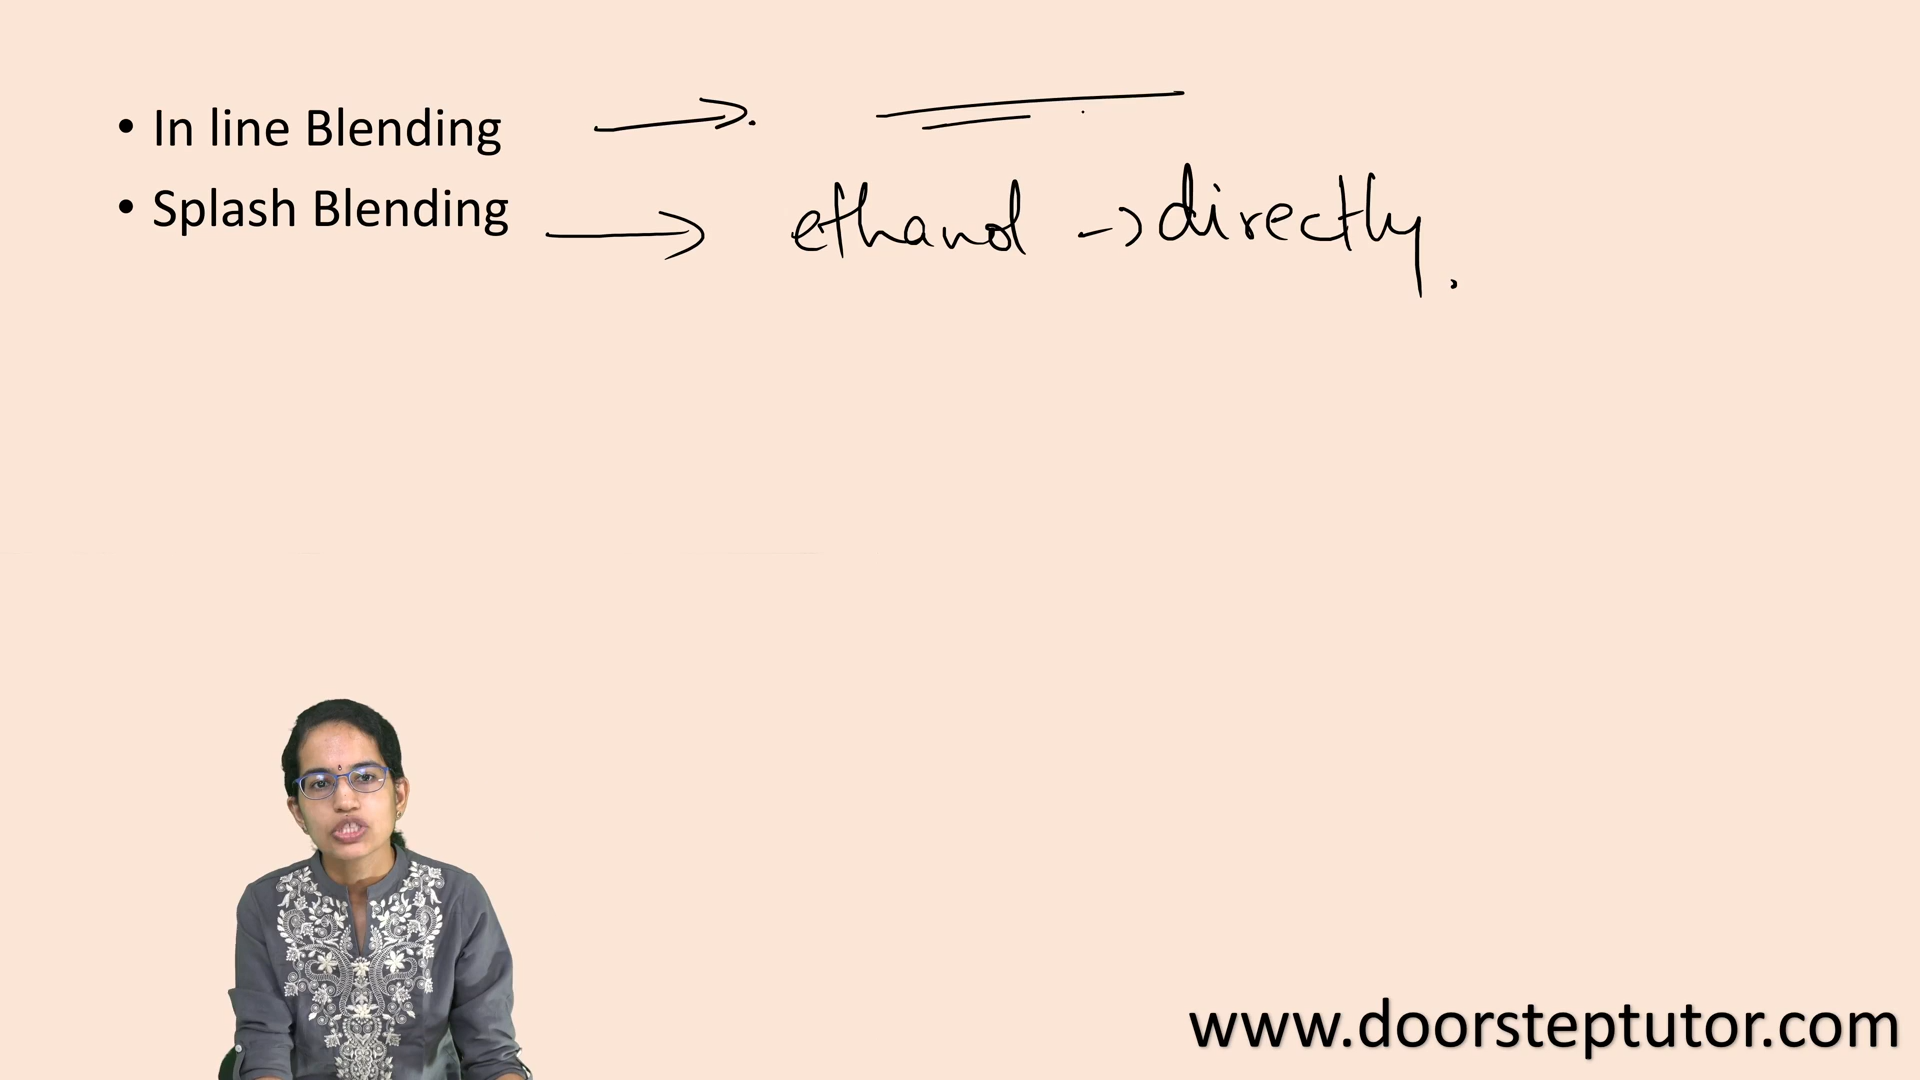 • In line Blending →
• Splash Blending → ethanol → directly.
www.doorsteptutor.com